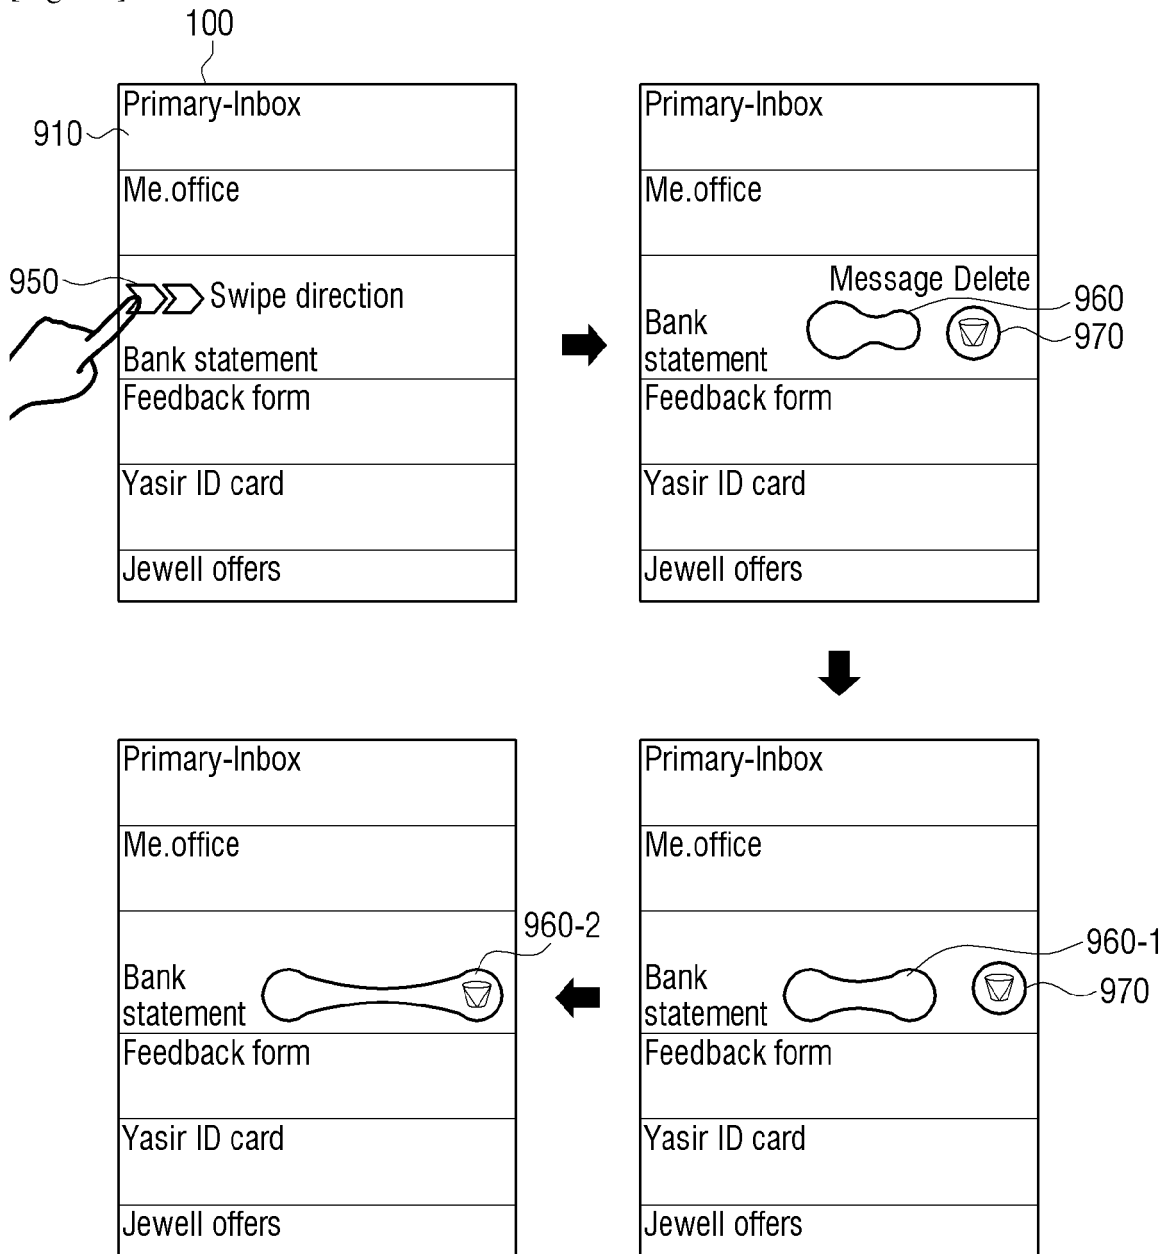 100
Primary-Inbox
910
Me.office
950
Swipe direction
Bank statement
Feedback form
Yasir ID card
Jewell offers
Primary-Inbox
Me.office
Message Delete
960
970
Bank
statement
Feedback form
Yasir ID card
Jewell offers
Primary-Inbox
Me.office
960-2
Bank
statement
Feedback form
Yasir ID card
Jewell offers
Primary-Inbox
Me.office
960-1
970
Bank
statement
Feedback form
Yasir ID card
Jewell offers